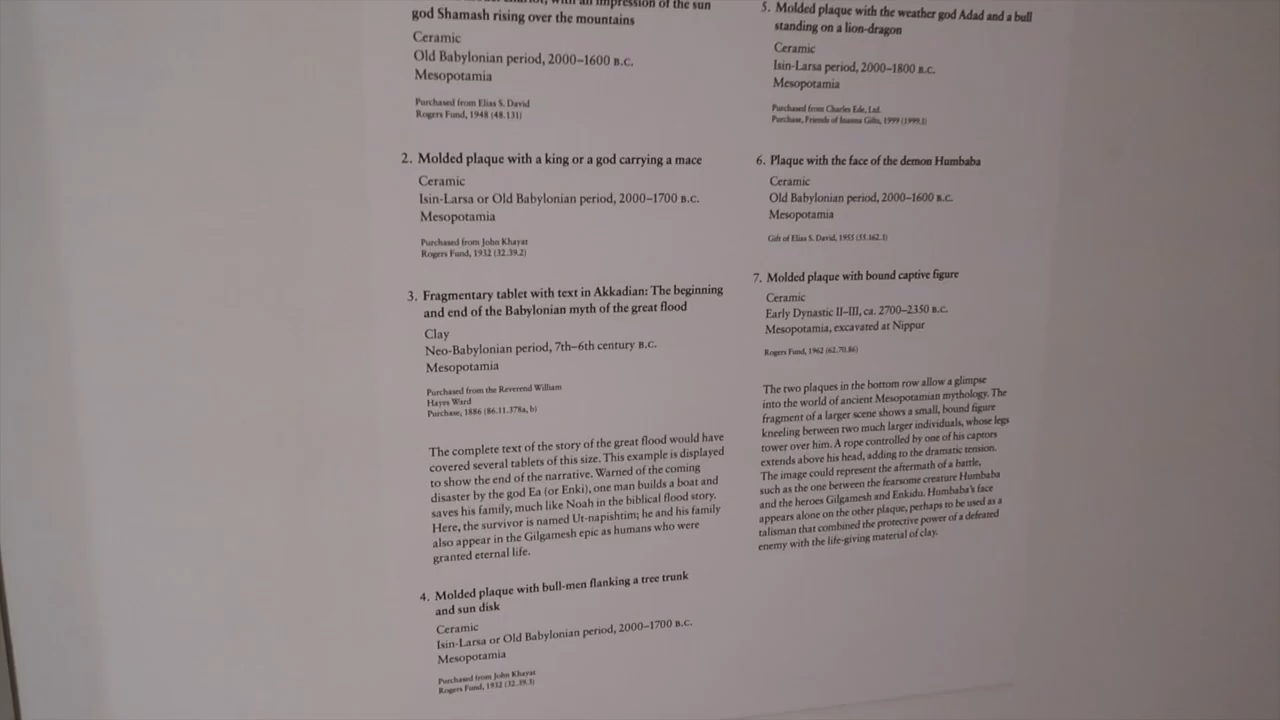 impression of the sun
god Shamash rising over the mountains
Ceramic
Old Babylonian period, 2000–1600 B.C.
Mesopotamia
Purchased from Elias S. David
Rogers Fund, 1948 (48.131)
2. Molded plaque with a king or a god carrying a mace
Ceramic
Isin-Larsa or Old Babylonian period, 2000–1700 B.C.
Mesopotamia
Purchased from John Khayat
Rogers Fund, 1932 (32.39.2)
3. Fragmentary tablet with text in Akkadian: The beginning
and end of the Babylonian myth of the great flood
Clay
Neo-Babylonian period, 7th–6th century B.C.
Mesopotamia
Purchased from the Reverend William
Hayes Ward
Purchase, 1886 (86.11.378a, b)
The complete text of the story of the great flood would have
covered several tablets of this size. This example is displayed
to show the end of the narrative. Warned of the coming
disaster by the god Ea (or Enki), one man builds a boat and
saves his family, much like Noah in the biblical flood story.
Here, the survivor is named Ut-napishtim; he and his family
also appear in the Gilgamesh epic as humans who were
granted eternal life.
4. Molded plaque with bull-men flanking a tree trunk
and sun disk
Ceramic
Isin-Larsa or Old Babylonian period, 2000–1700 B.C.
Mesopotamia
Purchased from John Khayat
Rogers Fund, 1932 (32.39.3)
5. Molded plaque with the weather god Adad and a bull
standing on a lion-dragon
Ceramic
Isin-Larsa period, 2000–1800 B.C.
Mesopotamia
Purchased from Charles Ede, Ltd.
Purchase, Friends of Inanna Gifts, 1999 (1999.1)
6. Plaque with the face of the demon Humbaba
Ceramic
Old Babylonian period, 2000–1600 B.C.
Mesopotamia
Gift of Elias S. David, 1955 (55.162.1)
7. Molded plaque with bound captive figure
Ceramic
Early Dynastic II–III, ca. 2700–2350 B.C.
Mesopotamia, excavated at Nippur
Rogers Fund, 1962 (62.70.86)
The two plaques in the bottom row allow a glimpse
into the world of ancient Mesopotamian mythology. The
fragment of a larger scene shows a small, bound figure
kneeling between two much larger individuals, whose legs
tower over him. A rope controlled by one of his captors
extends above his head, adding to the dramatic tension.
The image could represent the aftermath of a battle,
such as the one between the fearsome creature Humbaba
and the heroes Gilgamesh and Enkidu. Humbaba's face
appears alone on the other plaque, perhaps to be used as a
talisman that combined the protective power of a defeated
enemy with the life-giving material of clay.